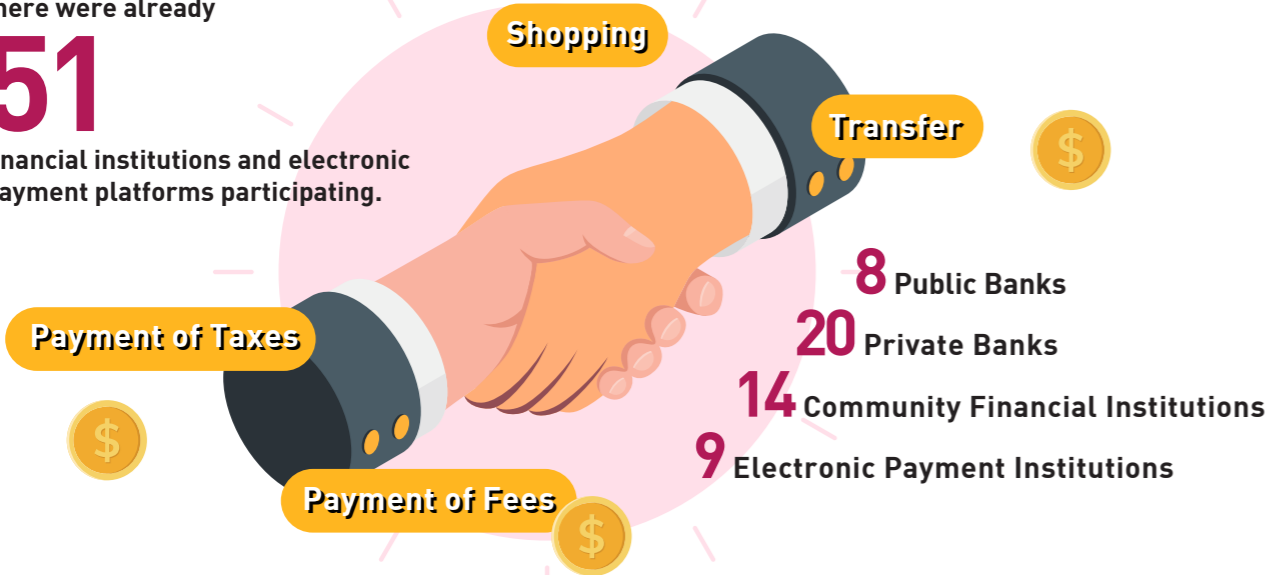 here were already
51
nancial institutions and electronic
ayment platforms participating.
Shopping
Transfer
Payment of Taxes
Payment of Fees
8 Public Banks
20 Private Banks
14 Community Financial Institutions
9 Electronic Payment Institutions
$
$
$